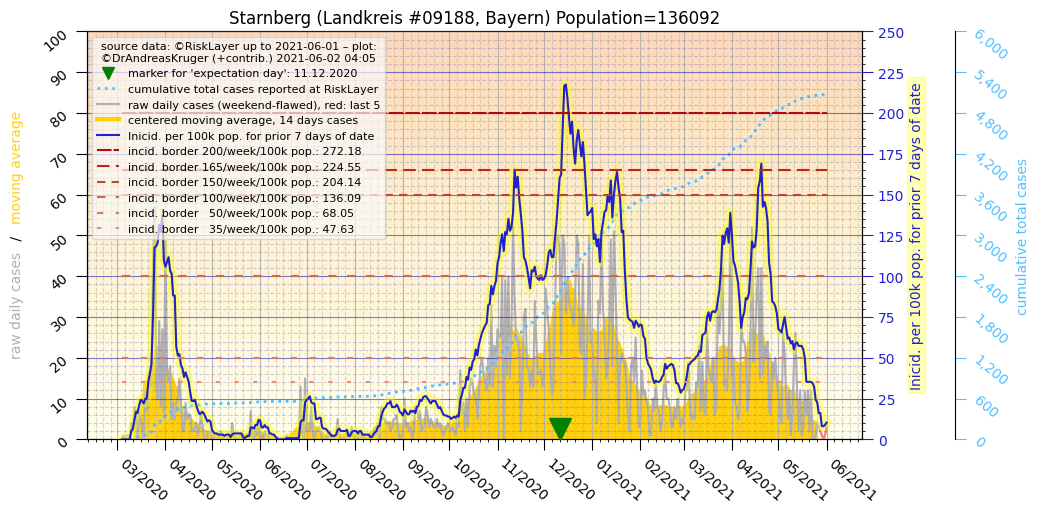 Starnberg (Landkreis #09188, Bayern) Population=136092
source data: ©RiskLayer up to 2021-06-01 – plot:
©DrAndreasKruger (+contrib.) 2021-06-02 04:05
marker for 'expectation day': 11.12.2020
cumulative total cases reported at RiskLayer
raw daily cases (weekend-flawed), red: last 5
centered moving average, 14 days cases
Inicid. per 100k pop. for prior 7 days of date
incid. border 200/week/100k pop.: 272.18
incid. border 165/week/100k pop.: 224.55
incid. border 150/week/100k pop.: 204.14
incid. border 100/week/100k pop.: 136.09
incid. border 50/week/100k pop.: 68.05
incid. border 35/week/100k pop.: 47.63
raw daily cases / moving average
100
90
80
70
60
50
40
30
20
10
0
03/2020
04/2020
05/2020
06/2020
07/2020
08/2020
09/2020
10/2020
11/2020
12/2020
01/2021
02/2021
03/2021
04/2021
05/2021
06/2021
250
225
200
175
150
125
100
75
50
25
0
Inicid. per 100k pop. for prior 7 days of date
6,000
5,400
4,800
4,200
3,600
3,000
2,400
1,800
1,200
600
0
cumulative total cases